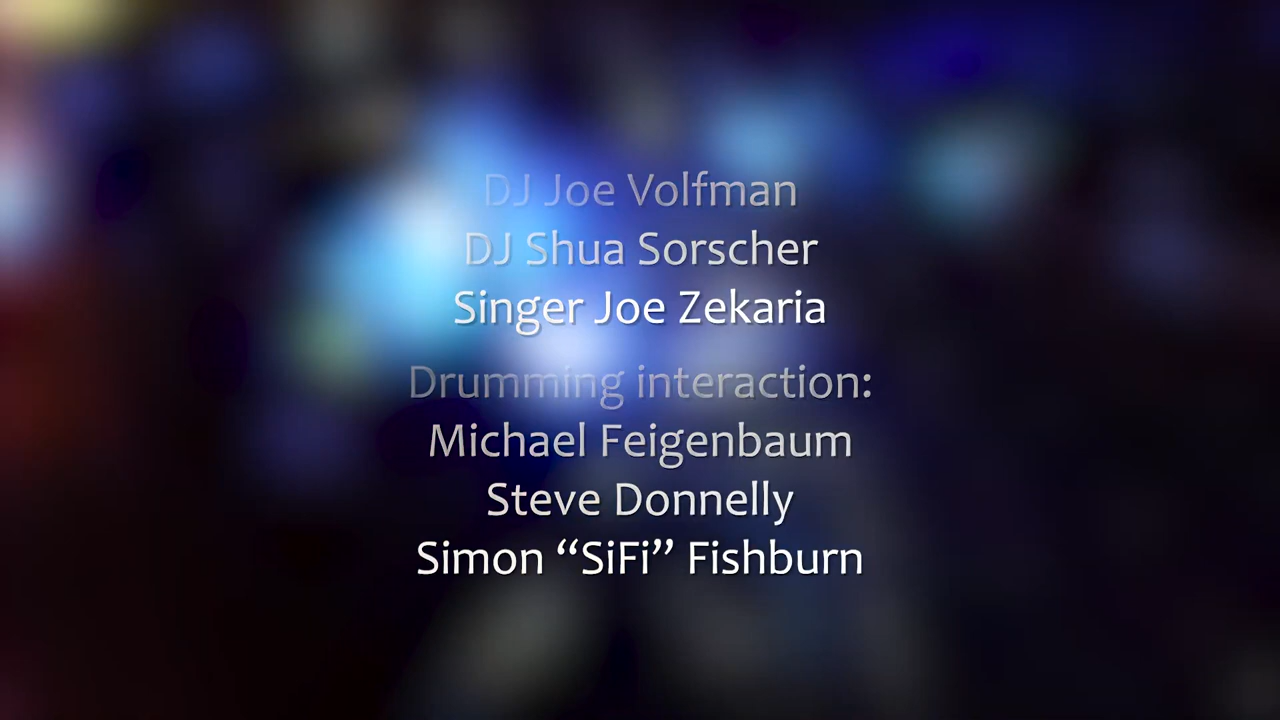 DJ Joe Volfman
DJ Shua Sorscher
Singer Joe Zekaria
Drumming interaction:
Michael Feigenbaum
Steve Donnelly
Simon “SiFi” Fishburn